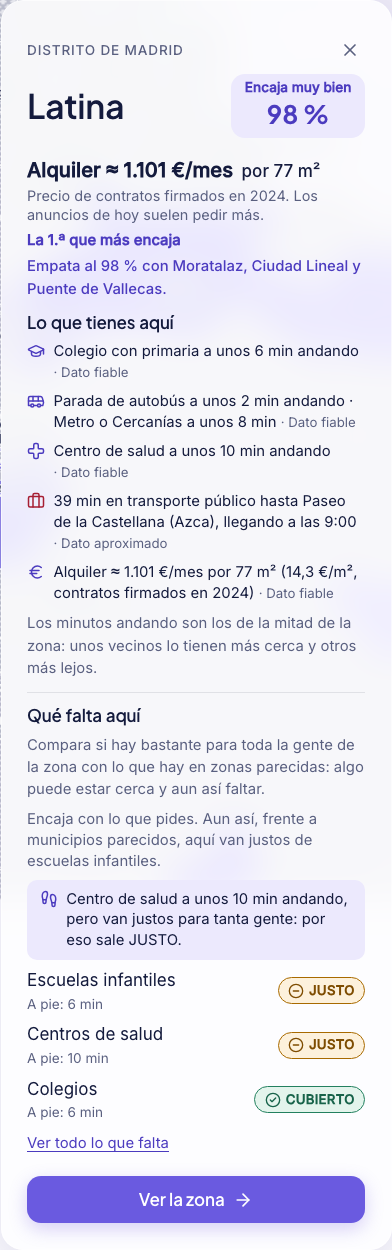 DISTRITO DE MADRID
Latina
Encaja muy bien
98 %
Alquiler ≈ 1.101 €/mes por 77 m²
Precio de contratos firmados en 2024. Los
anuncios de hoy suelen pedir más.
La 1.ª que más encaja
Empata al 98 % con Moratalaz, Ciudad Lineal y
Puente de Vallecas.
Lo que tienes aquí
Colegio con primaria a unos 6 min andando
· Dato fiable
Parada de autobús a unos 2 min andando ·
Metro o Cercanías a unos 8 min · Dato fiable
Centro de salud a unos 10 min andando
· Dato fiable
39 min en transporte público hasta Paseo
de la Castellana (Azca), llegando a las 9:00
· Dato aproximado
Alquiler ≈ 1.101 €/mes por 77 m² (14,3 €/m²,
contratos firmados en 2024) · Dato fiable
Los minutos andando son los de la mitad de la
zona: unos vecinos lo tienen más cerca y otros
más lejos.
Qué falta aquí
Compara si hay bastante para toda la gente de
la zona con lo que hay en zonas parecidas: algo
puede estar cerca y aun así faltar.
Encaja con lo que pides. Aun así, frente a
municipios parecidos, aquí van justos de
escuelas infantiles.
Centro de salud a unos 10 min andando,
pero van justos para tanta gente: por
eso sale JUSTO.
Escuelas infantiles
A pie: 6 min
JUSTO
Centros de salud
A pie: 10 min
JUSTO
Colegios
A pie: 6 min
CUBIERTO
Ver todo lo que falta
Ver la zona →